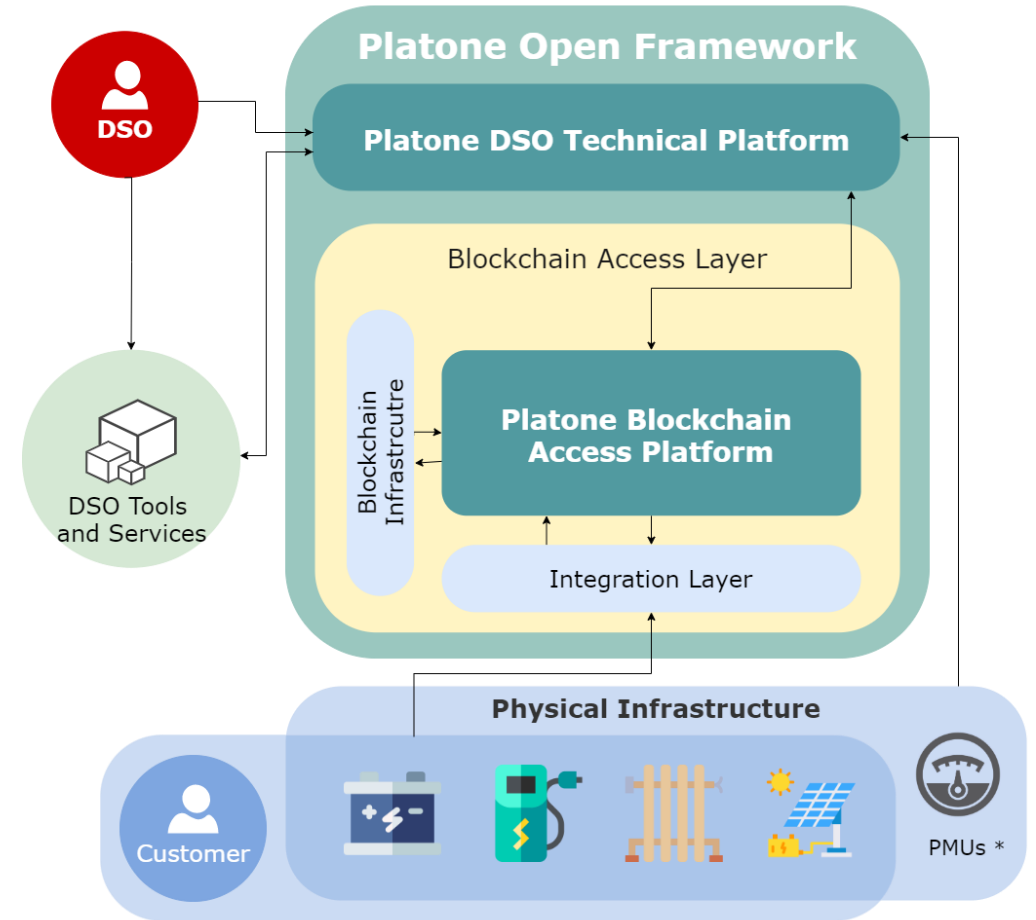 Platone Open Framework
DSO
Platone DSO Technical Platform
Blockchain Access Layer
Blockchain
Infrastrcutre
Platone Blockchain
Access Platform
DSO Tools
and Services
Integration Layer
Physical Infrastructure
Customer
PMUs *